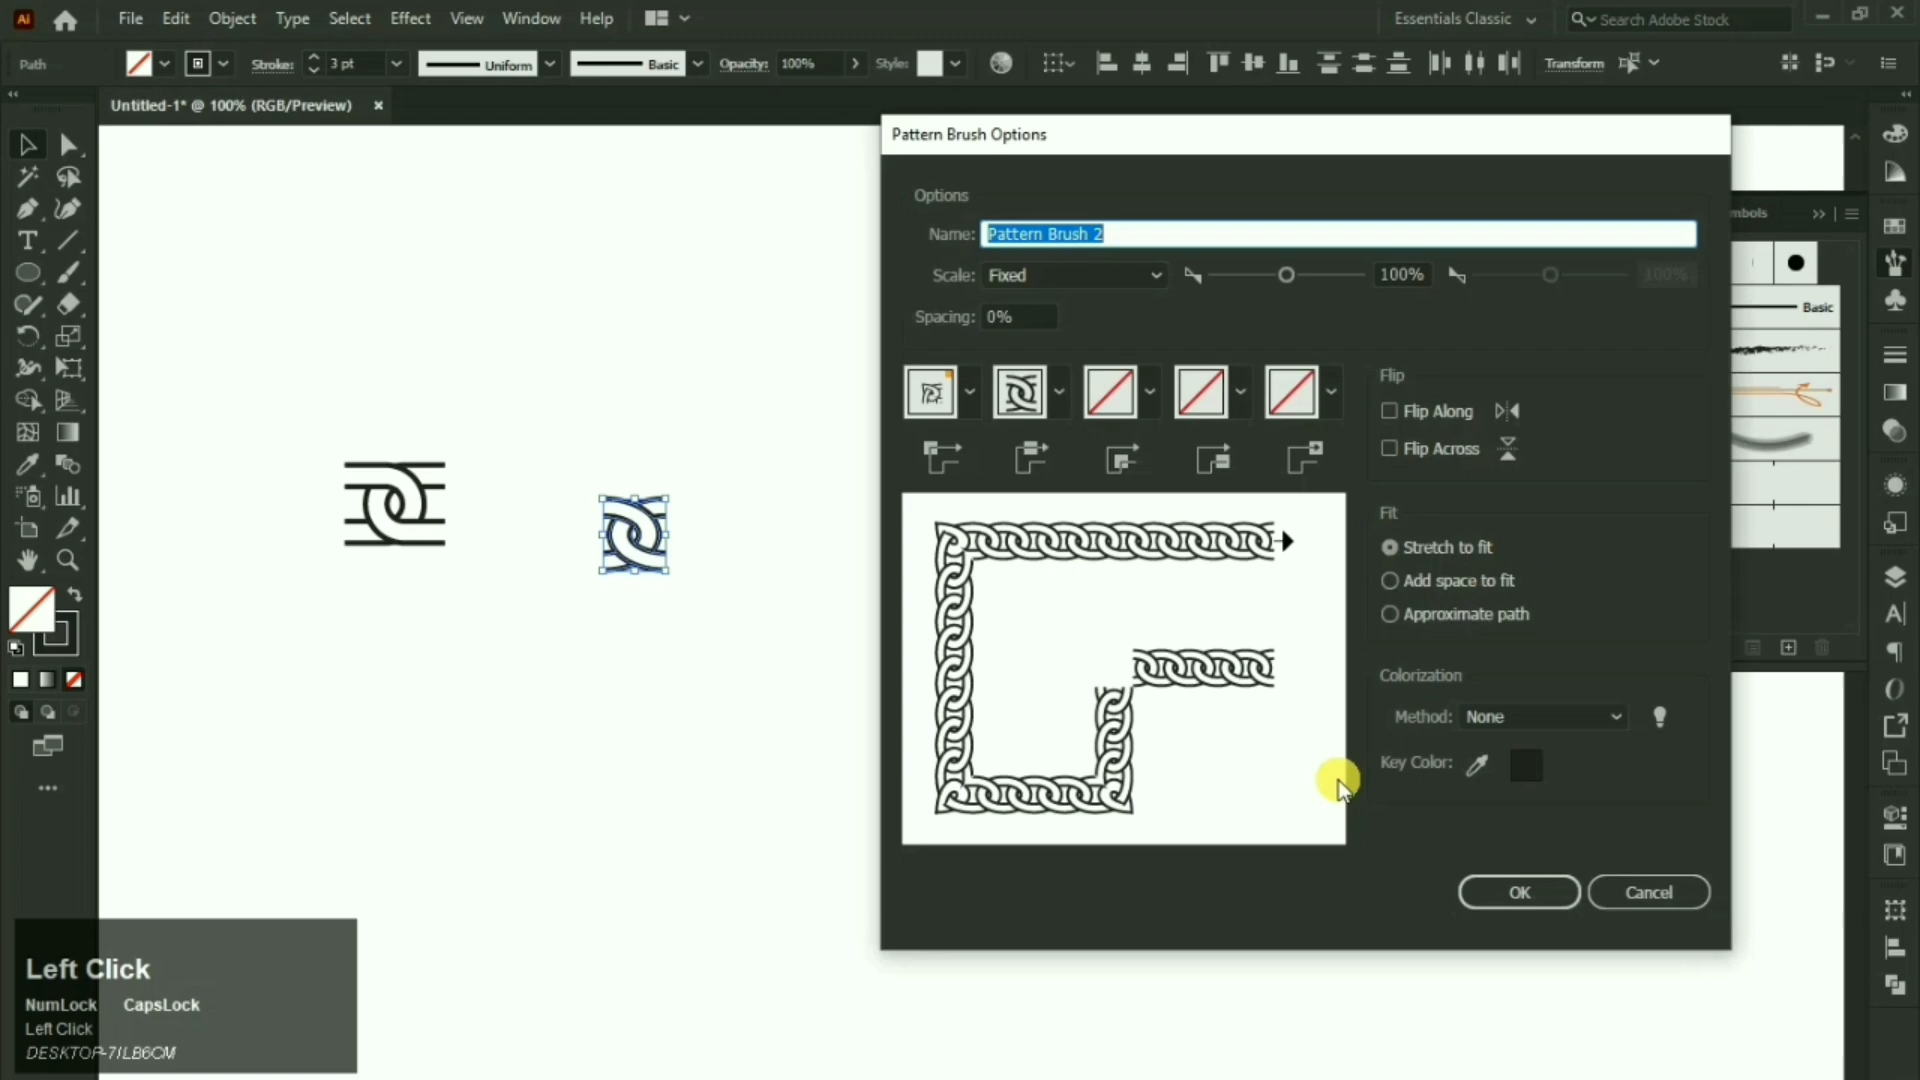 Ai File Edit Object Type Select Effect View Window Help Essentials Classic Search Adobe Stock
Path Stroke: 3 pt Uniform Basic Opacity: 100% Style: Transform
Untitled-1* @ 100% (RGB/Preview)
Pattern Brush Options
Options
Name: Pattern Brush 2
Scale: Fixed 100% 100%
Spacing: 0%
mbols
Basic
Flip
Flip Along
Flip Across
Fit
Stretch to fit
Add space to fit
Approximate path
Colorization
Method: None
Key Color:
OK Cancel
Left Click
NumLock CapsLock
Left Click
DESKTOP-7ILB6CM